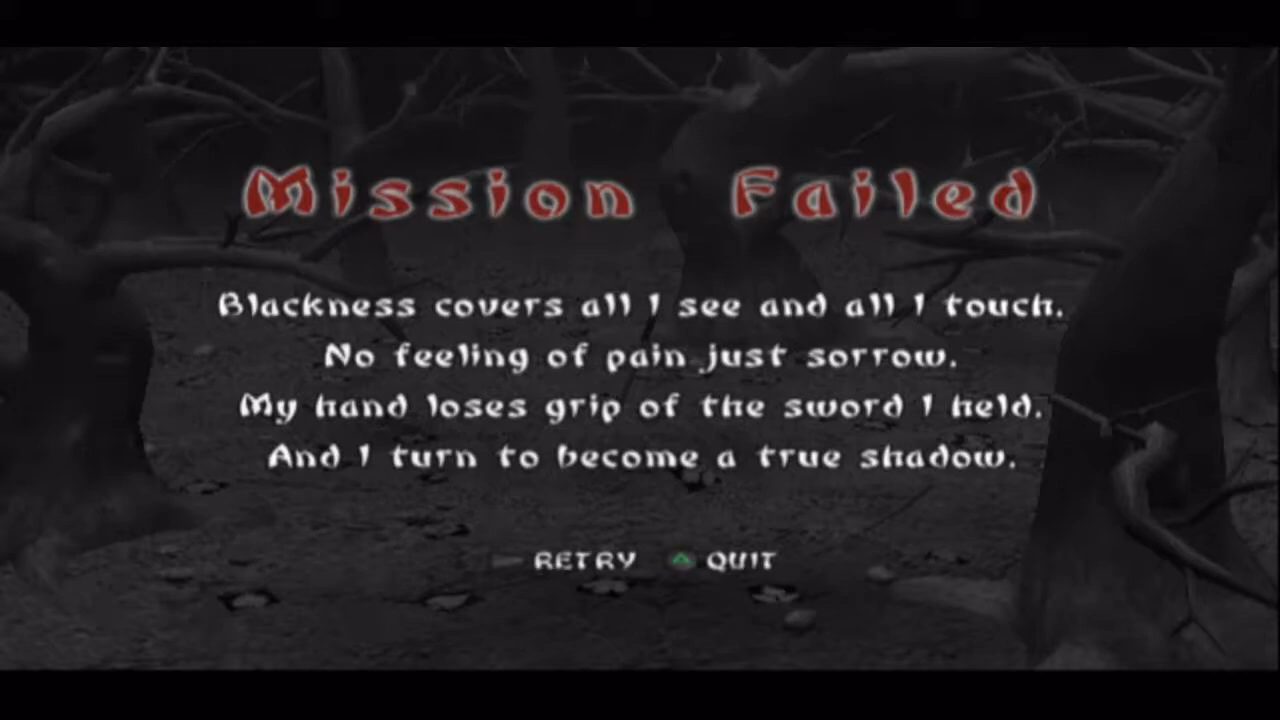 Mission Failed
Blackness covers all I see and all I touch.
No feeling of pain just sorrow.
My hand loses grip of the sword I held.
And I turn to become a true shadow.
RETRY QUIT